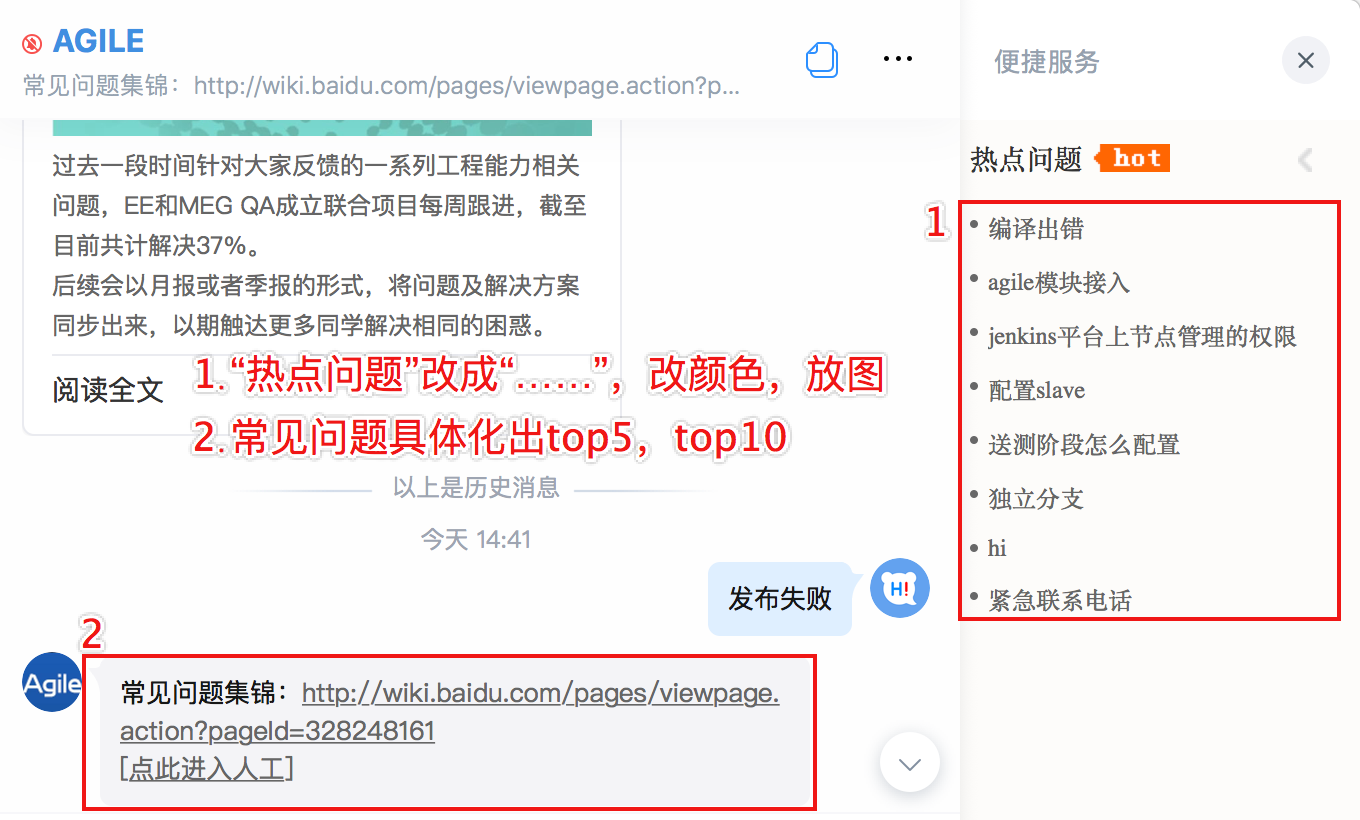 AGILE
常见问题集锦：http://wiki.baidu.com/pages/viewpage.action?p...
便捷服务
过去一段时间针对大家反馈的一系列工程能力相关
问题，EE和MEG QA成立联合项目每周跟进，截至
目前共计解决37%。
后续会以月报或者季报的形式，将问题及解决方案
同步出来，以期触达更多同学解决相同的困惑。
阅读全文
1.“热点问题”改成“......”，改颜色，放图
2.常见问题具体化出top5，top10
以上是历史消息
今天 14:41
发布失败
H!
2
Agile
常见问题集锦：http://wiki.baidu.com/pages/viewpage.
action?pageId=328248161
[点此进入人工]
热点问题 hot
1
• 编译出错
• agile模块接入
• jenkins平台上节点管理的权限
• 配置slave
• 送测阶段怎么配置
• 独立分支
• hi
• 紧急联系电话